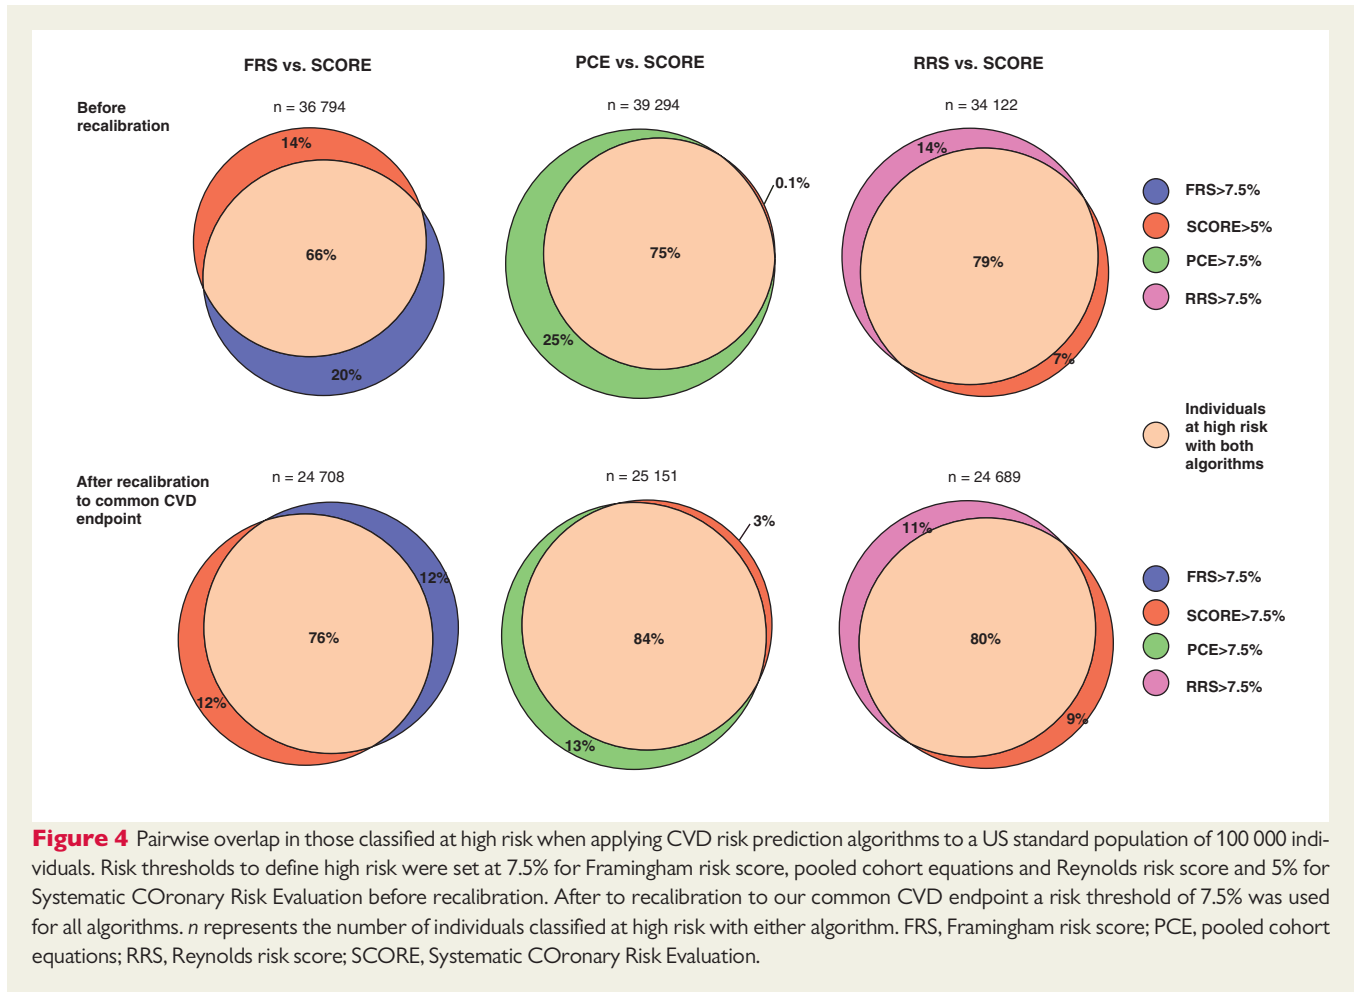 FRS vs. SCORE
PCE vs. SCORE
RRS vs. SCORE
Before
recalibration
n = 36 794
n = 39 294
n = 34 122
14%
66%
20%
0.1%
75%
25%
14%
79%
7%
FRS>7.5%
SCORE>5%
PCE>7.5%
RRS>7.5%
Individuals
at high risk
with both
algorithms
After recalibration
to common CVD
endpoint
n = 24 708
n = 25 151
n = 24 689
12%
76%
12%
3%
84%
13%
11%
80%
9%
FRS>7.5%
SCORE>7.5%
PCE>7.5%
RRS>7.5%
Figure 4 Pairwise overlap in those classified at high risk when applying CVD risk prediction algorithms to a US standard population of 100 000 indi-
viduals. Risk thresholds to define high risk were set at 7.5% for Framingham risk score, pooled cohort equations and Reynolds risk score and 5% for
Systematic COronary Risk Evaluation before recalibration. After to recalibration to our common CVD endpoint a risk threshold of 7.5% was used
for all algorithms. n represents the number of individuals classified at high risk with either algorithm. FRS, Framingham risk score; PCE, pooled cohort
equations; RRS, Reynolds risk score; SCORE, Systematic COronary Risk Evaluation.